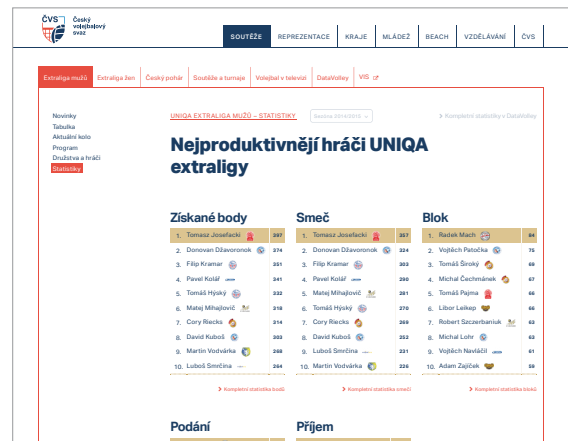 ČVS Český volejbalový svaz
SOUTĚŽE REPREZENTACE KRAJE MLÁDEŽ BEACH VZDĚLÁVÁNÍ ČVS
Extraliga mužů Extraliga žen Český pohár Soutěže a turnaje Volejbal v televizi DataVolley VIS
Novinky
Tabulka
Aktuální kolo
Program
Družstva a hráči
Statistiky
UNIQA EXTRALIGA MUŽŮ – STATISTIKY
Sezóna 2014/2015
Kompletní statistiky v DataVolley
Nejproduktivnější hráči UNIQA
extraligy
Získané body
1. Tomasz Josefacki 397
2. Donovan Džavoronok 374
3. Filip Kramar 351
4. Pavel Kolář 341
5. Tomáš Hýský 332
6. Matej Mihajlovič 318
7. Cory Riecks 314
8. David Kuboš 303
9. Martin Vodvárka 268
10. Luboš Smrčina 264
Kompletní statistika bodů
Smeč
1. Tomasz Josefacki 357
2. Donovan Džavoronok 324
3. Filip Kramar 303
4. Pavel Kolář 290
5. Matej Mihajlovič 281
6. Tomáš Hýský 270
7. Cory Riecks 269
8. David Kuboš 252
9. Luboš Smrčina 231
10. Martin Vodvárka 226
Kompletní statistika smečí
Blok
1. Radek Mach 84
2. Vojtěch Patočka 75
3. Tomáš Široký 69
4. Michal Čechmánek 67
5. Tomáš Pajma 66
6. Libor Leikep 66
7. Robert Szczerbaniuk 63
8. Michal Lohr 63
9. Vojtěch Navláčil 61
10. Adam Zajíček 59
Kompletní statistika bloků
Podání
Příjem